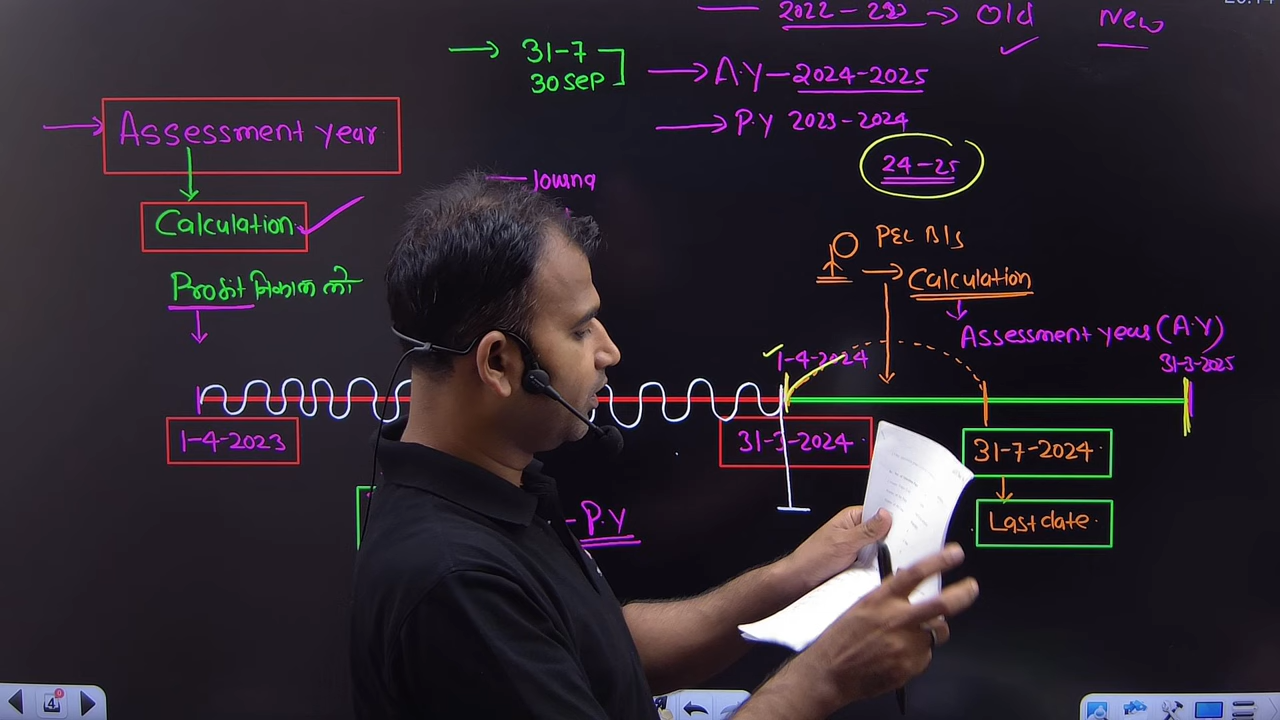 2022-23 → Old New
→ 31-7
30 Sep
→ A.Y - 2024-2025
→ P.Y 2023-2024
24-25
→ Assessment year
Calculation
Profit निकालने की
P&L B/S
→ Calculation
Assessment year (A.Y)
1-4-2024
31-3-2025
1-4-2023
31-3-2024
31-7-2024
Last date
- P.Y
4